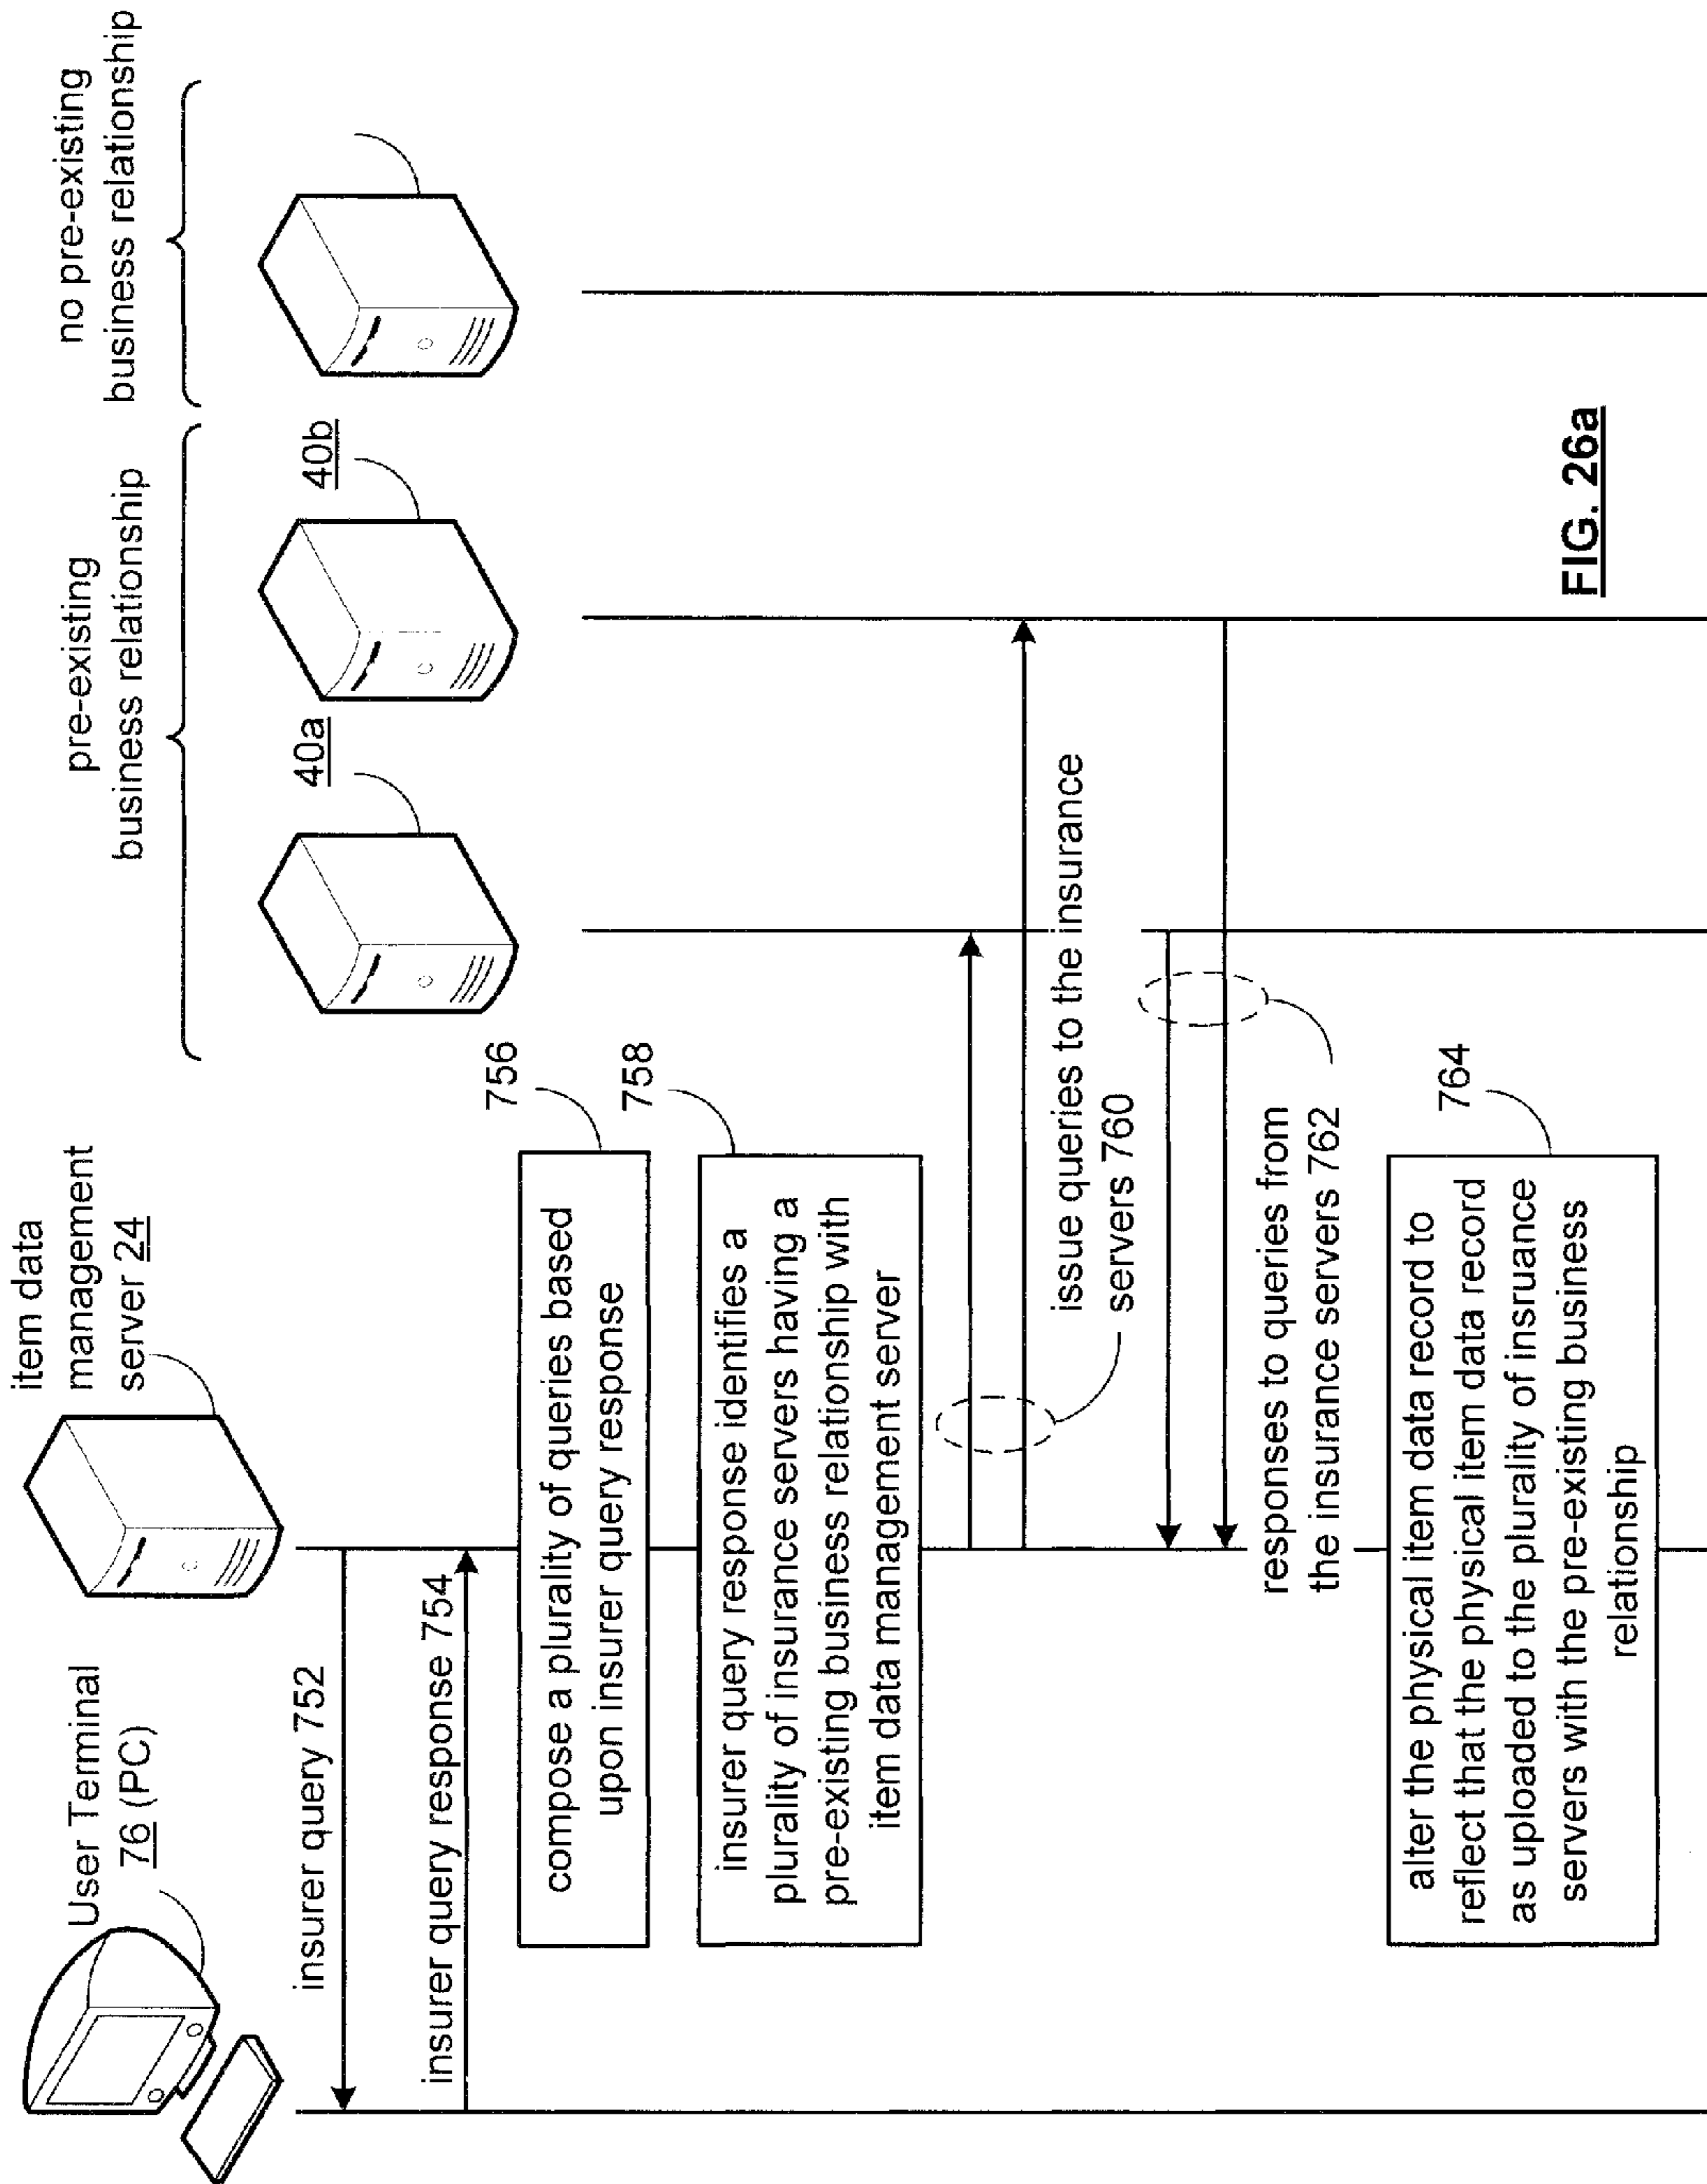 User Terminal
76 (PC)
item data
management
server 24
pre-existing
business relationship
no pre-existing
business relationship
40a
40b
insurer query 752
insurer query response 754
756
compose a plurality of queries based
upon insurer query response
758
insurer query response identifies a
plurality of insurance servers having a
pre-existing business relationship with
item data management server
issue queries to the insurance
servers 760
responses to queries from
the insurance servers 762
764
alter the physical item data record to
reflect that the physical item data record
as uploaded to the plurality of insruance
servers with the pre-existing business
relationship
FIG. 26a